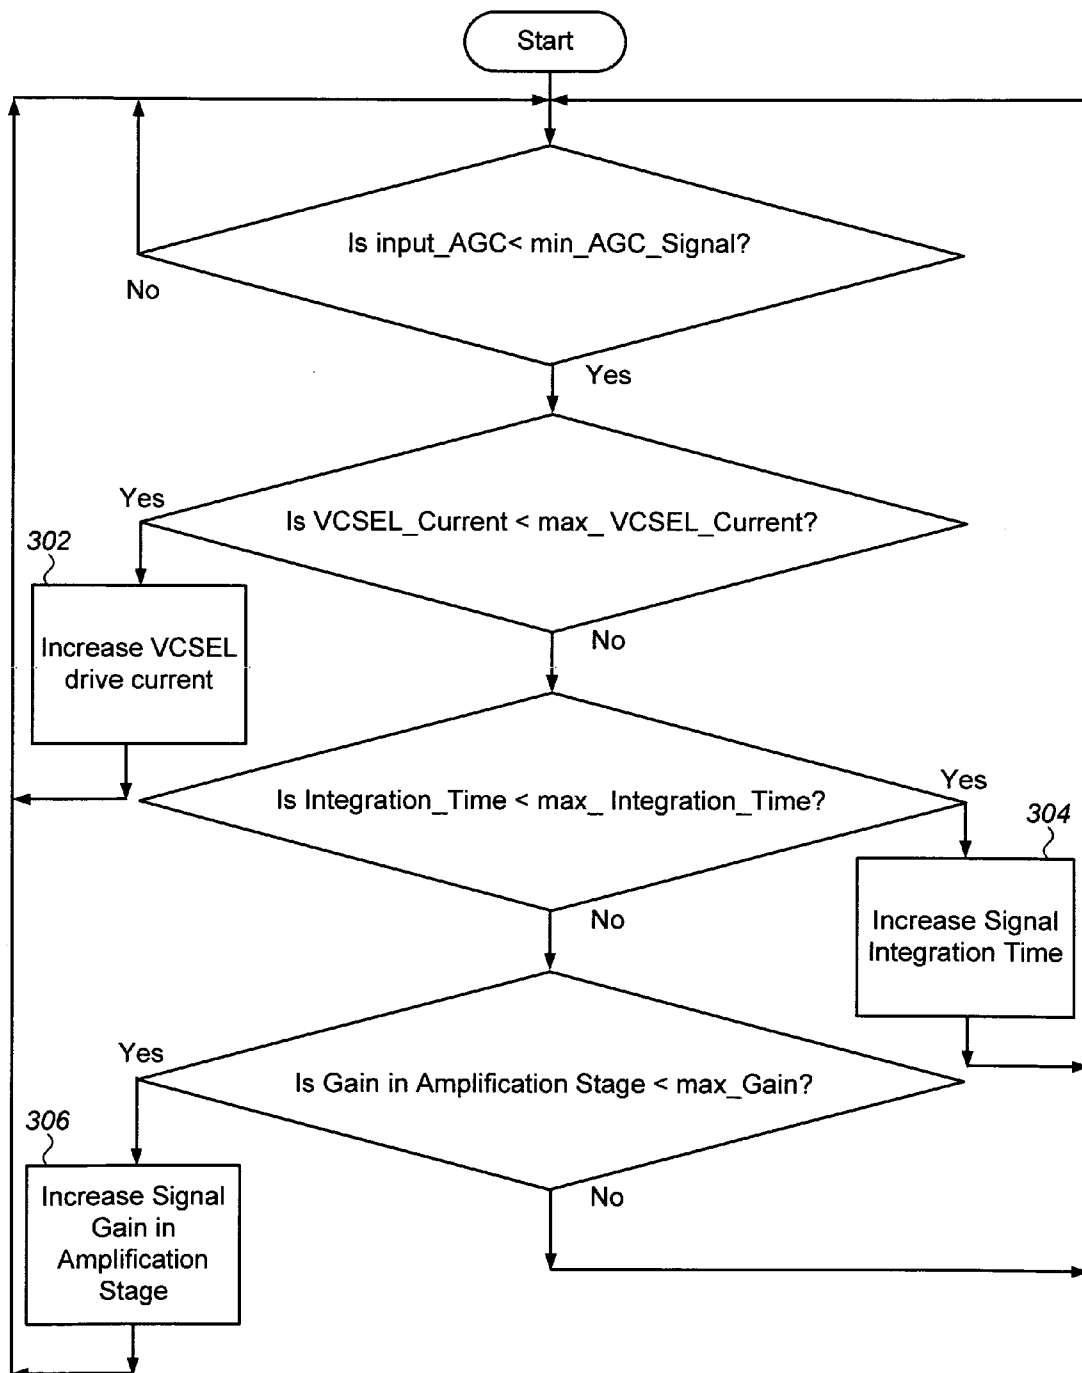 Start
Is input_AGC< min_AGC_Signal?
No
Yes
Yes
Is VCSEL_Current < max_ VCSEL_Current?
302
Increase VCSEL
drive current
No
Is Integration_Time < max_ Integration_Time?
Yes
304
Increase Signal
Integration Time
No
Yes
Is Gain in Amplification Stage < max_Gain?
306
Increase Signal
Gain in
Amplification
Stage
No